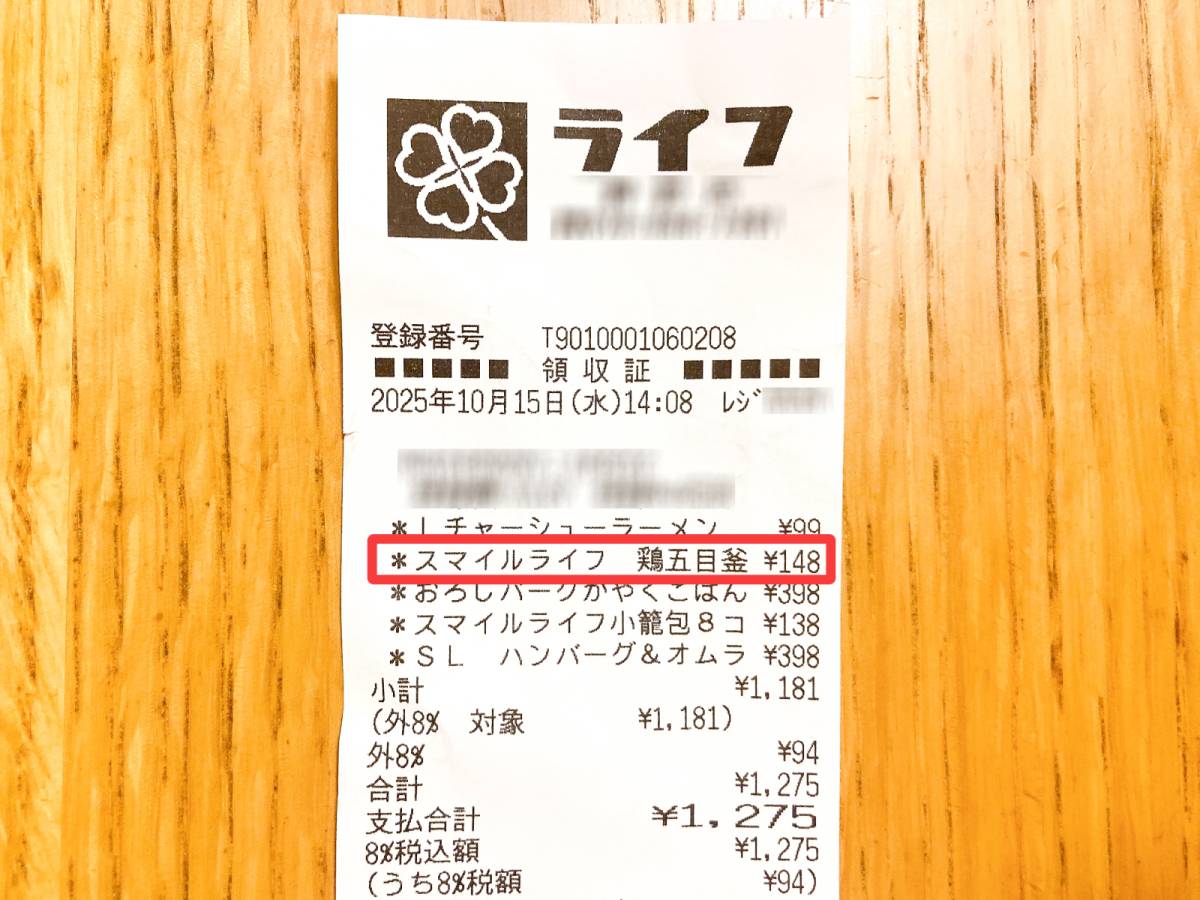 ライフ
登録番号 T9010001060208
■■■■■ 領収証 ■■■■■
2025年10月15日(水)14:08 レジ
*Lチャーシューラーメン ¥99
*スマイルライフ 鶏五目釜 ¥148
*おろしバーグかやくごはん ¥398
*スマイルライフ小籠包8コ ¥138
*SL ハンバーグ&オムラ ¥398
小計 ¥1,181
(外8% 対象 ¥1,181)
外8% ¥94
合計 ¥1,275
支払合計 ¥1,275
8%税込額 ¥1,275
(うち8%税額 ¥94)